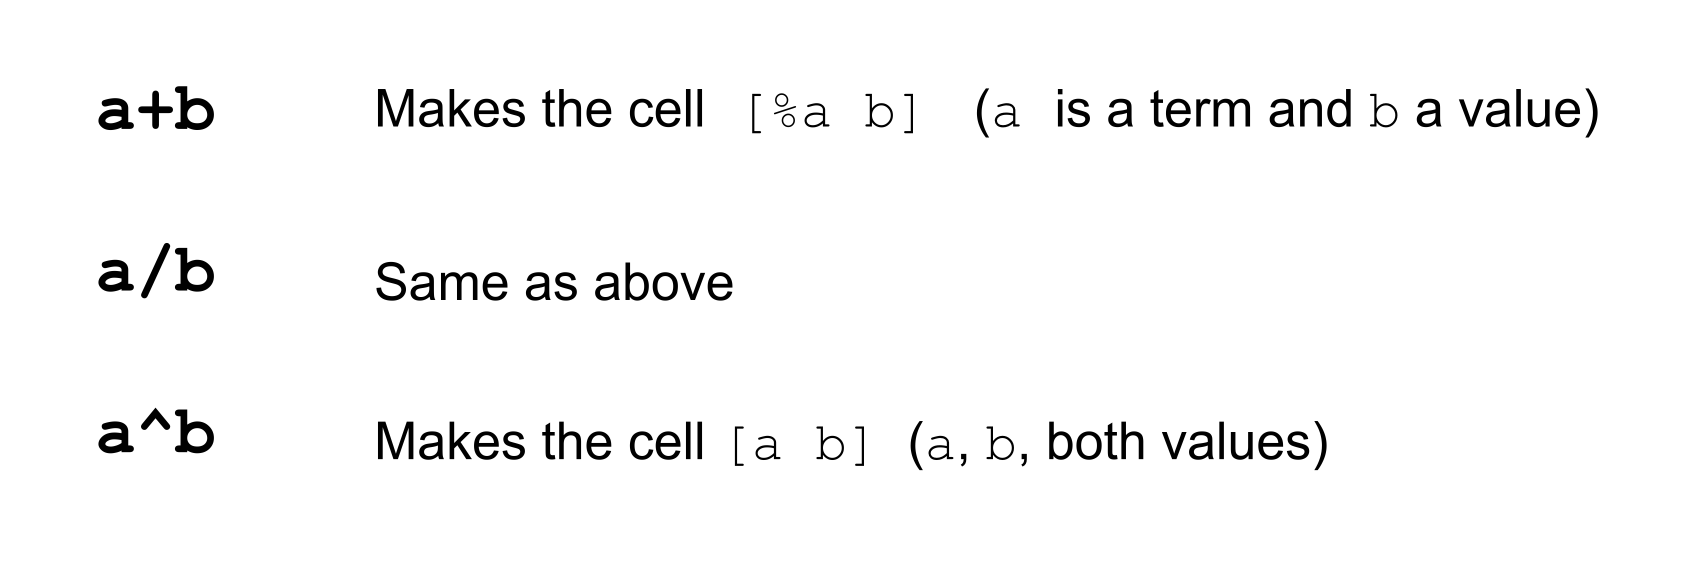 a+b Makes the cell [%a b] (a is a term and b a value)
a/b Same as above
a^b Makes the cell [a b] (a, b, both values)